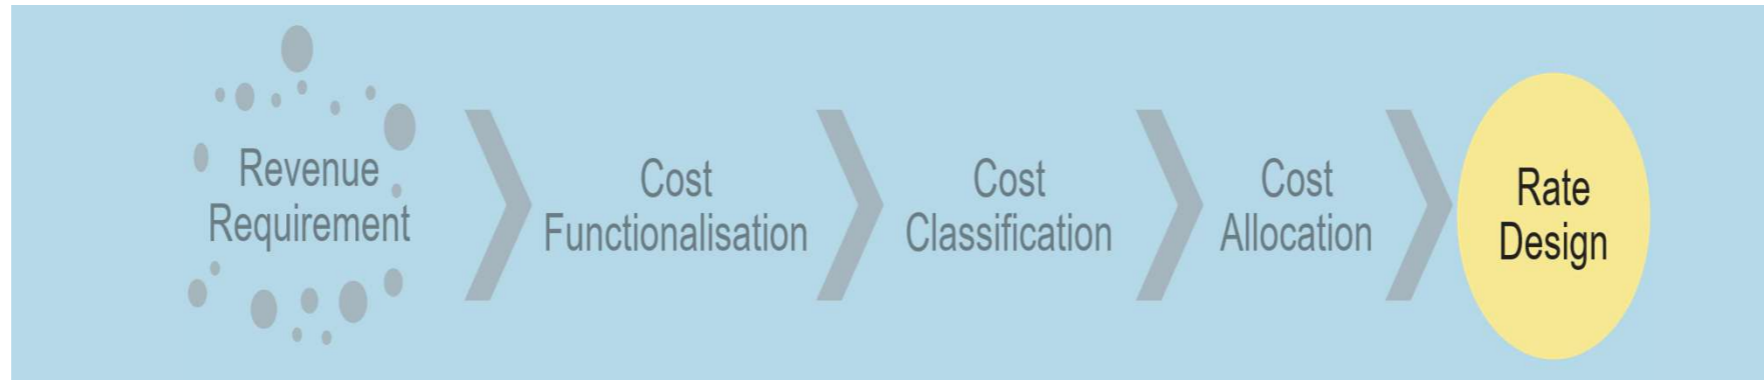 Revenue
Requirement
Cost
Functionalisation
Cost
Classification
Cost
Allocation
Rate
Design